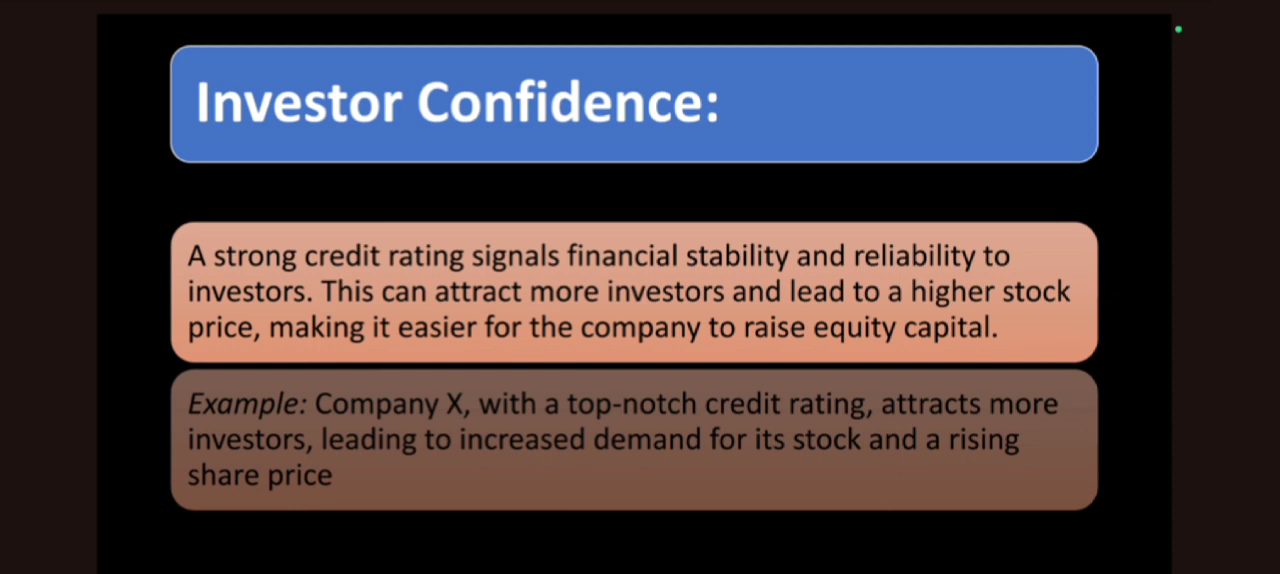 Investor Confidence:
A strong credit rating signals financial stability and reliability to
investors. This can attract more investors and lead to a higher stock
price, making it easier for the company to raise equity capital.
Example: Company X, with a top-notch credit rating, attracts more
investors, leading to increased demand for its stock and a rising
share price